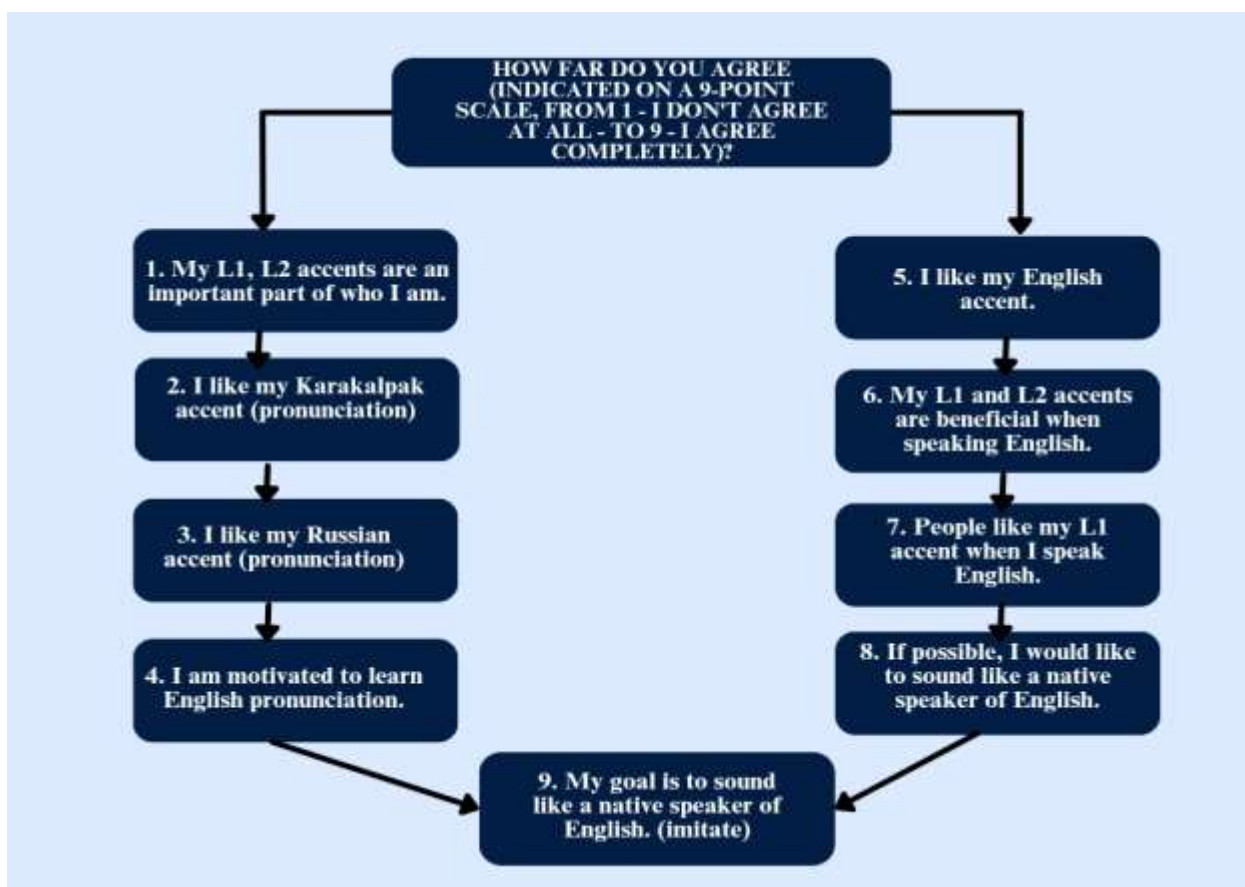 HOW FAR DO YOU AGREE
(INDICATED ON A 9-POINT
SCALE, FROM 1 - I DON'T AGREE
AT ALL - TO 9 - I AGREE
COMPLETELY)?
1. My L1, L2 accents are an
important part of who I am.
2. I like my Karakalpak
accent (pronunciation)
3. I like my Russian
accent (pronunciation)
4. I am motivated to learn
English pronunciation.
5. I like my English
accent.
6. My L1 and L2 accents
are beneficial when
speaking English.
7. People like my L1
accent when I speak
English.
8. If possible, I would like
to sound like a native
speaker of English.
9. My goal is to sound
like a native speaker of
English. (imitate)